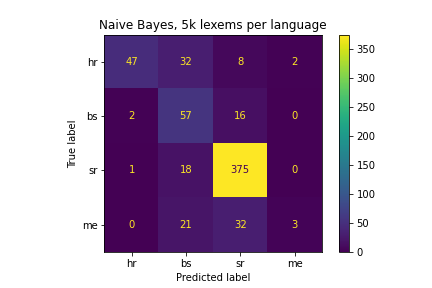 Naive Bayes, 5k lexems per language
True label
hr 47 32 8 2
bs 2 57 16 0
sr 1 18 375 0
me 0 21 32 3
hr bs sr me
Predicted label
350
300
250
200
150
100
50
0